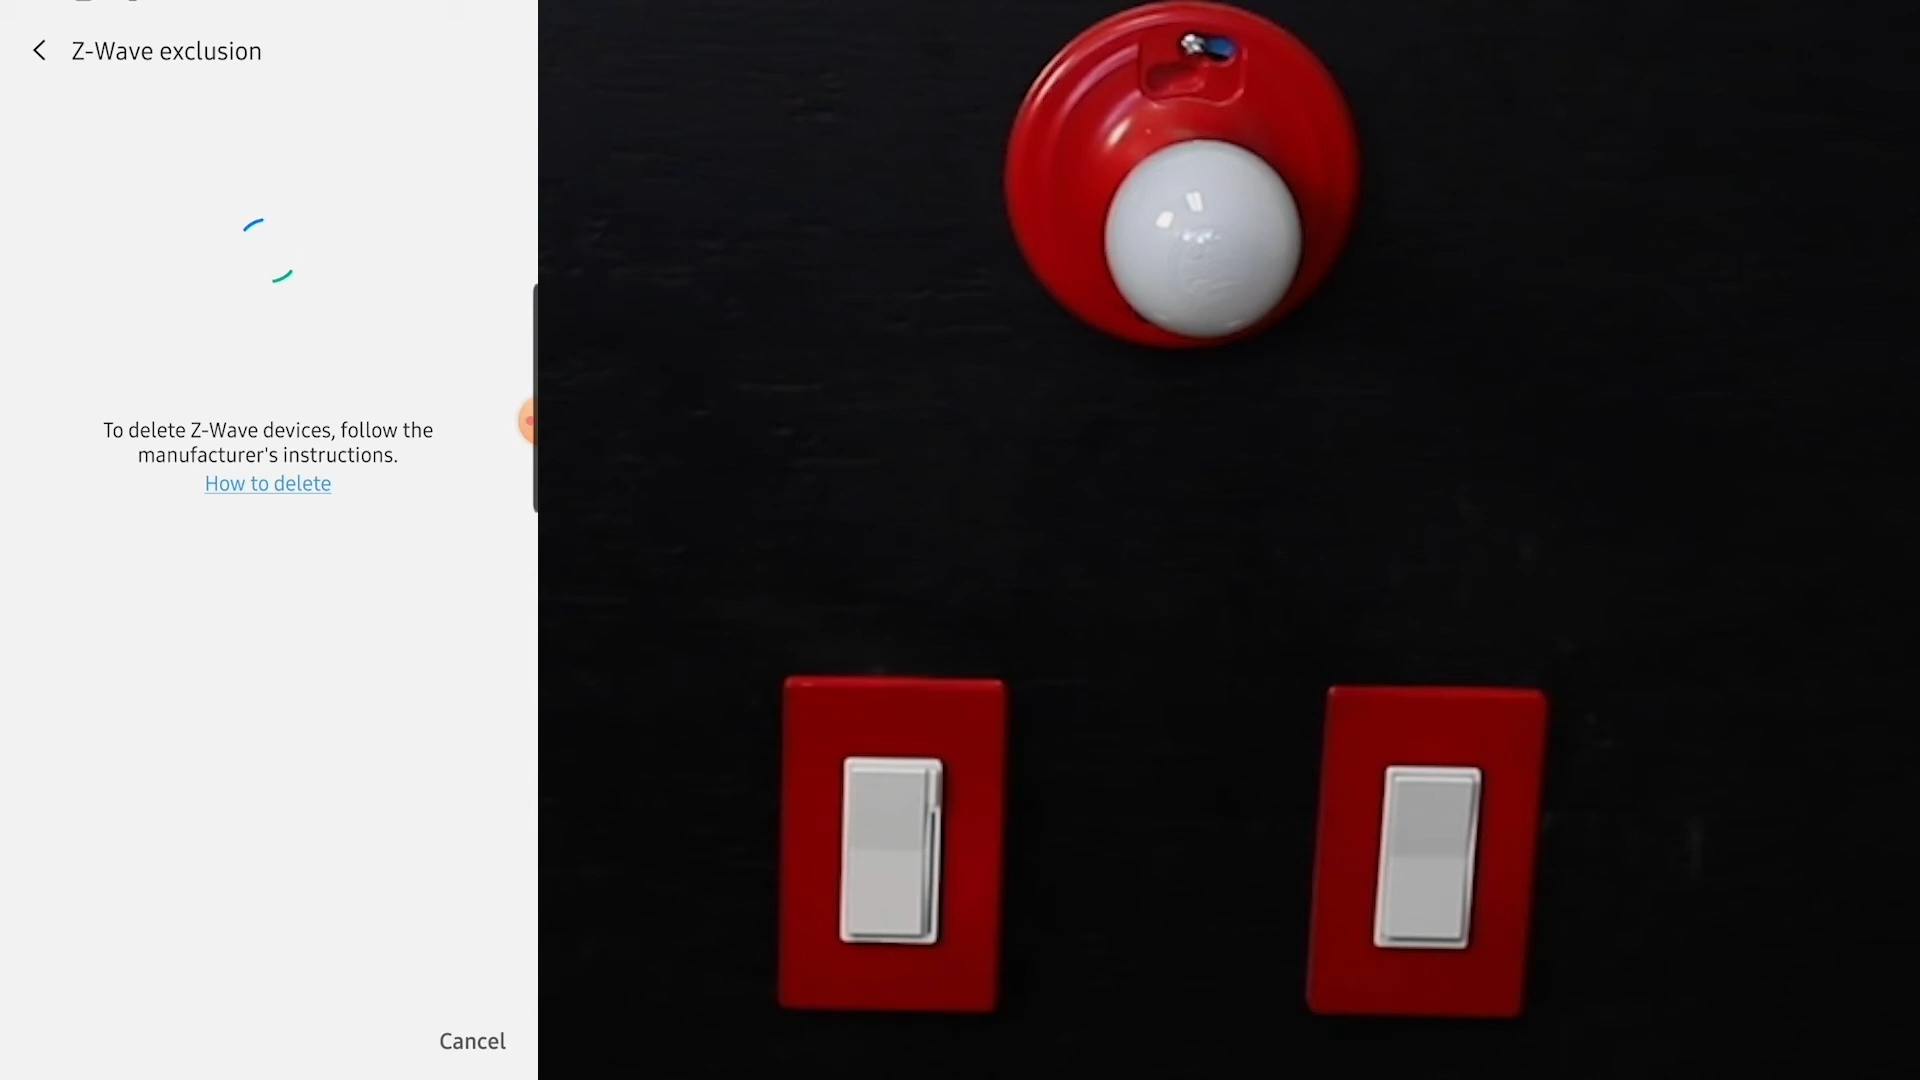 Z-Wave exclusion
To delete Z-Wave devices, follow the
manufacturer's instructions.
How to delete
Cancel